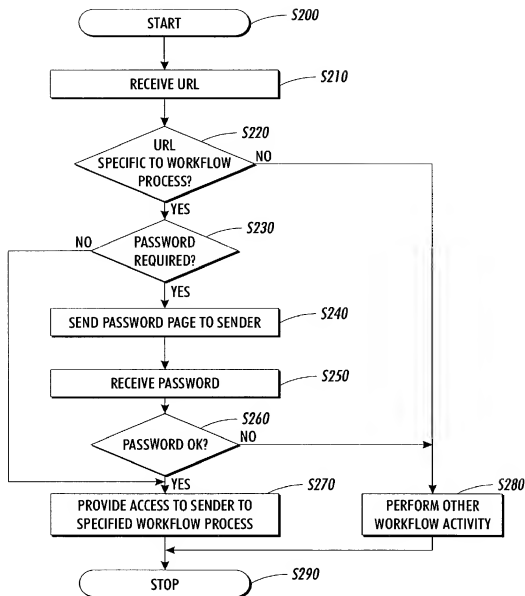 START
S200
RECEIVE URL
S210
URL
SPECIFIC TO WORKFLOW
PROCESS?
S220
NO
YES
PASSWORD
REQUIRED?
S230
NO
YES
SEND PASSWORD PAGE TO SENDER
S240
RECEIVE PASSWORD
S250
PASSWORD OK?
S260
NO
YES
PROVIDE ACCESS TO SENDER TO
SPECIFIED WORKFLOW PROCESS
S270
PERFORM OTHER
WORKFLOW ACTIVITY
S280
STOP
S290